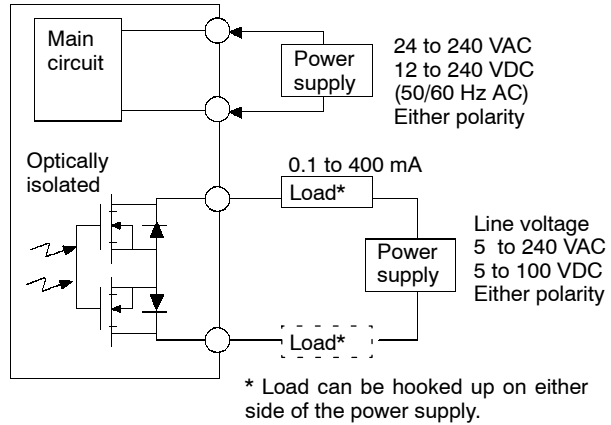 Main
circuit
Power
supply
24 to 240 VAC
12 to 240 VDC
(50/60 Hz AC)
Either polarity
Optically
isolated
0.1 to 400 mA
Load*
Power
supply
Line voltage
5 to 240 VAC
5 to 100 VDC
Either polarity
Load*
* Load can be hooked up on either
side of the power supply.